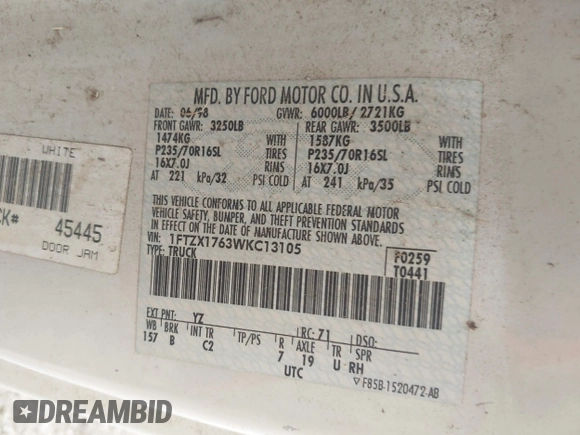 MFD. BY FORD MOTOR CO. IN U.S.A.
DATE: 06/98 GVWR: 6000LB/ 2721KG
FRONT GAWR: 3250LB REAR GAWR: 3500LB
1474KG WITH 1587KG WITH
P235/70R16SL TIRES P235/70R16SL TIRES
16X7.0J RIMS 16X7.0J RIMS
AT 221 kPa/32 PSI COLD AT 241 kPa/35 PSI COLD
THIS VEHICLE CONFORMS TO ALL APPLICABLE FEDERAL MOTOR
VEHICLE SAFETY, BUMPER, AND THEFT PREVENTION STANDARDS
IN EFFECT ON THE DATE OF MANUFACTURE SHOWN ABOVE.
VIN: 1FTZX1763WKC13105 F0259
TYPE: TRUCK T0441
EXT PNT: YZ RC: 71 DSO:
WB BRK INT TR TP/PS R AXLE TR SPR
157 B C2 7 19 U RH
UTC
▽ F85B-1520472-AB
WHITE
CK# 45445
DOOR JAM
DREAMBID